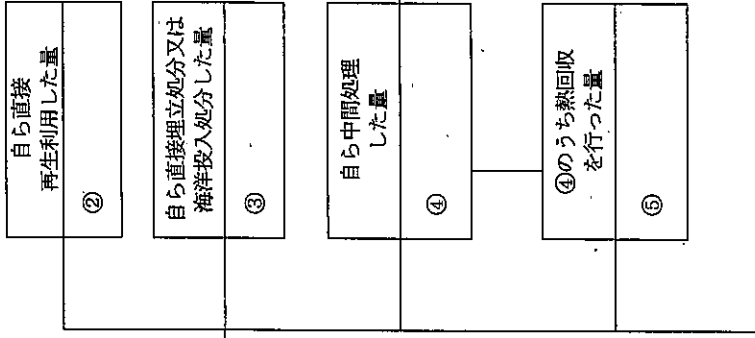 自ら直接
再生利用した量
②
自ら直接埋立処分又は
海洋投入処分した量
③
自ら中間処理
した量
④
④のうち熱回収
を行った量
⑤